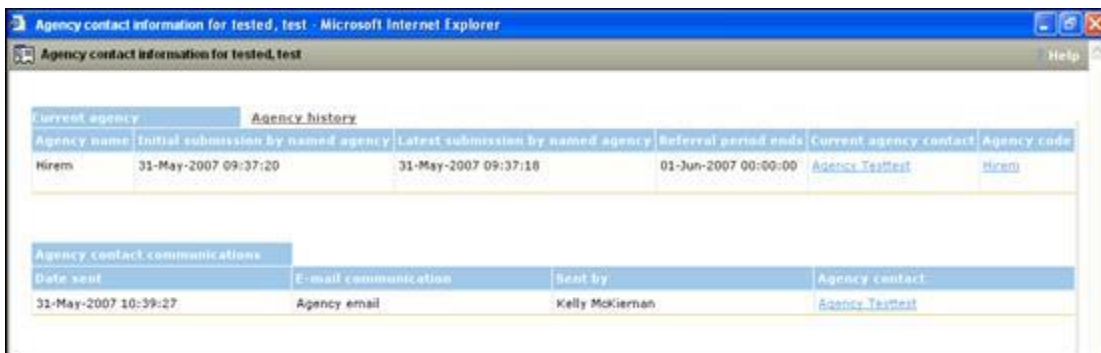 Agency contact information for tested, test - Microsoft Internet Explorer
Agency contact information for tested, test Help
Current agency Agency history
Agency name Initial submission by named agency Latest submission by named agency Referral period ends Current agency contact Agency code
Hirem 31-May-2007 09:37:20 31-May-2007 09:37:18 01-Jun-2007 00:00:00 Agency Testtest Hirem
Agency contact communications
Date sent E-mail communication Sent by Agency contact
31-May-2007 10:39:27 Agency email Kelly McKiernan Agency Testtest